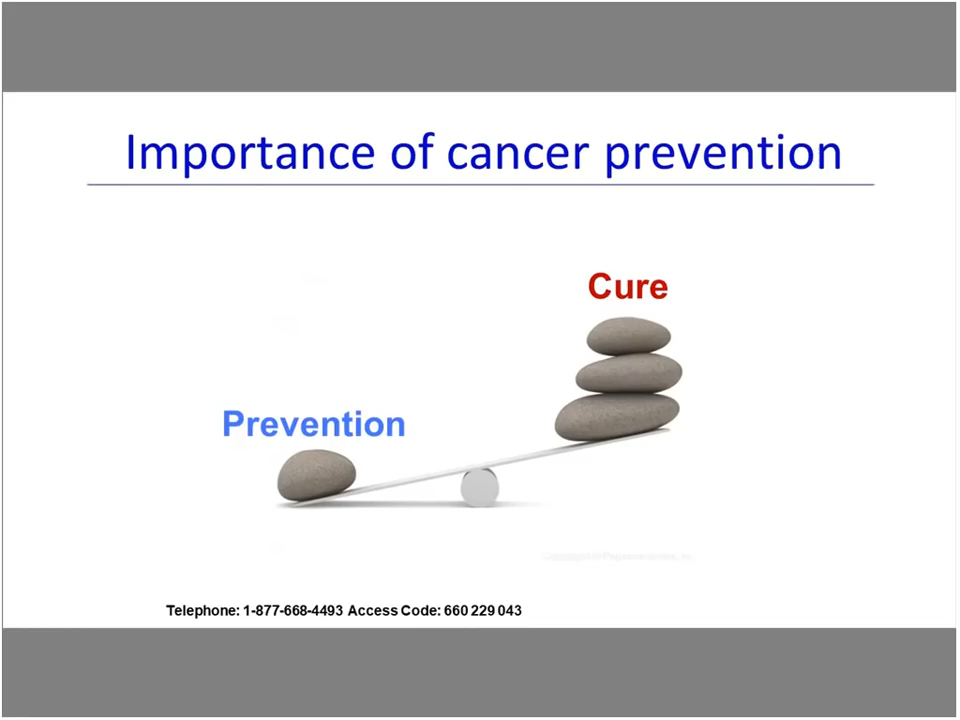 Importance of cancer prevention
Cure
Prevention
Telephone: 1-877-668-4493 Access Code: 660 229 043